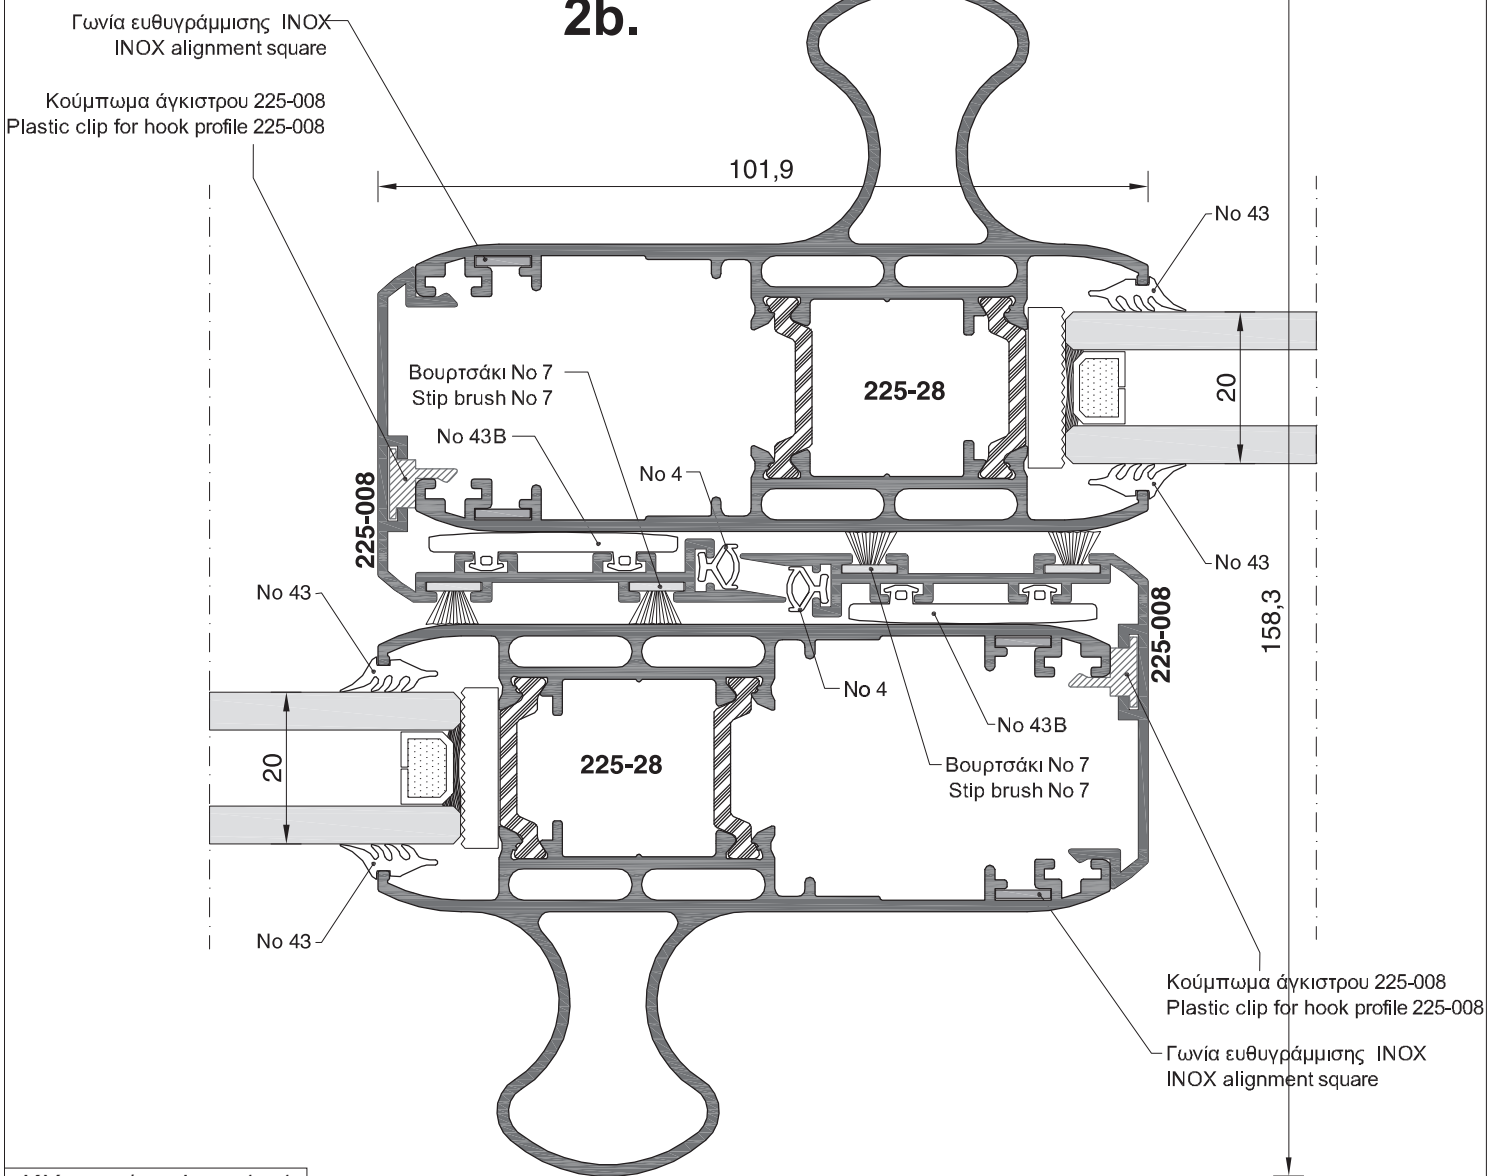 2b.
Γωνία ευθυγράμμισης INOX
INOX alignment square
Κούμπωμα άγκιστρου 225-008
Plastic clip for hook profile 225-008
101,9
No 43
Βουρτσάκι No 7
Stip brush No 7
225-28
20
No 43B
No 4
225-008
No 43
No 43
158,3
225-008
No 4
No 43B
20
225-28
Βουρτσάκι No 7
Stip brush No 7
No 43
Κούμπωμα άγκιστρου 225-008
Plastic clip for hook profile 225-008
Γωνία ευθυγράμμισης INOX
INOX alignment square